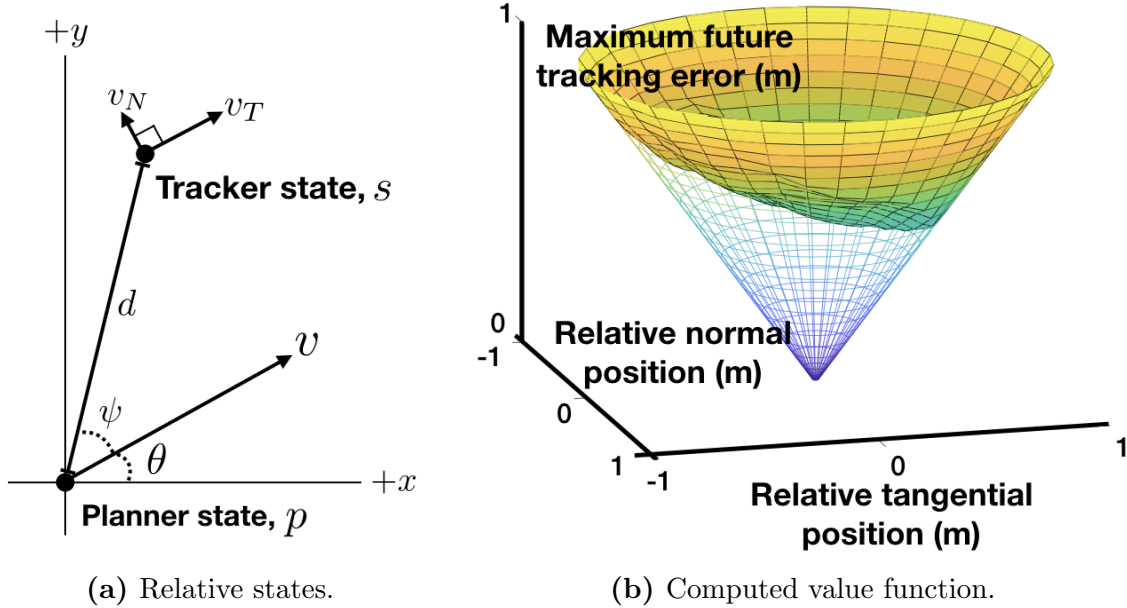 +y
v_N
v_T
Tracker state, s
d
v
ψ
θ
+x
Planner state, p
(a) Relative states.
1
Maximum future
tracking error (m)
0
-1
Relative normal
position (m)
0
1
-1
0
1
Relative tangential
position (m)
(b) Computed value function.